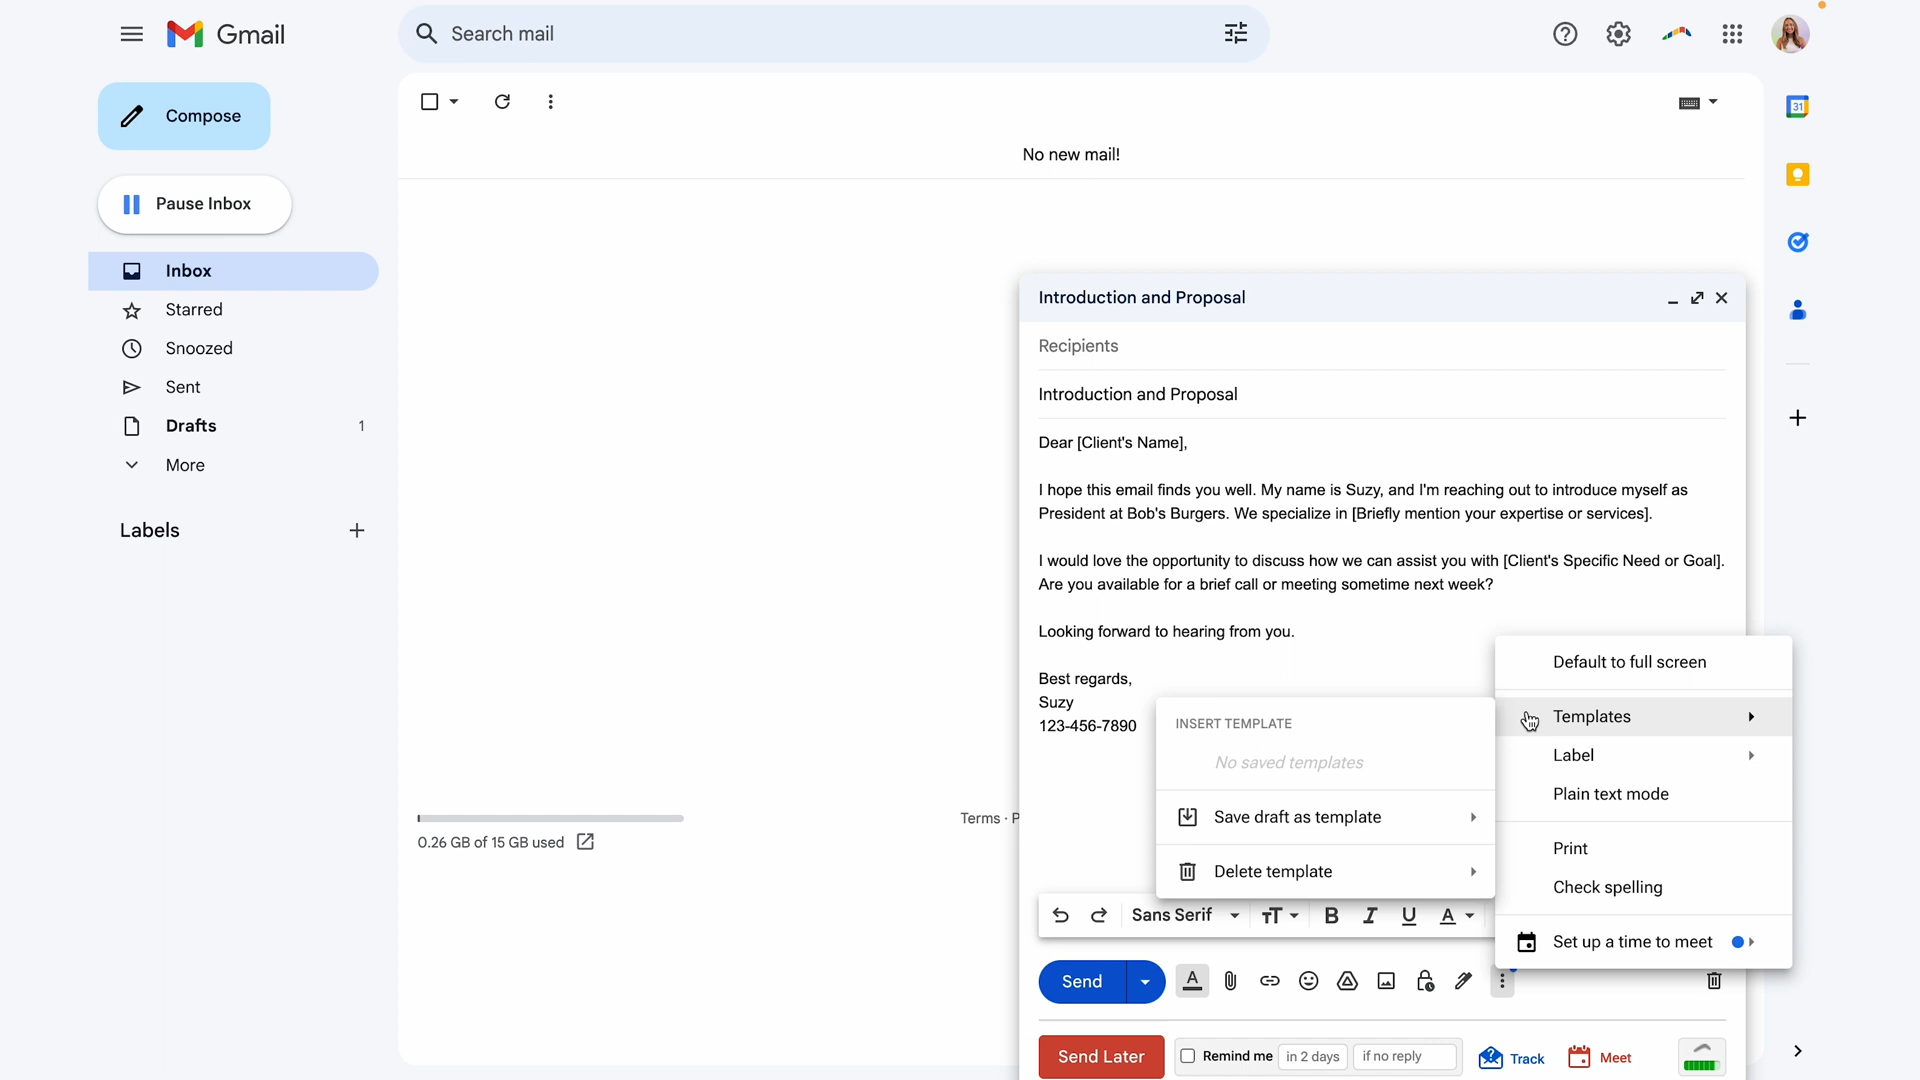 Gmail
Search mail
Compose
Pause Inbox
Inbox
Starred
Snoozed
Sent
Drafts 1
More
Labels
No new mail!
31
0.26 GB of 15 GB used
Terms · P
Introduction and Proposal
Recipients
Introduction and Proposal
Dear [Client's Name],
I hope this email finds you well. My name is Suzy, and I'm reaching out to introduce myself as
President at Bob's Burgers. We specialize in [Briefly mention your expertise or services].
I would love the opportunity to discuss how we can assist you with [Client's Specific Need or Goal].
Are you available for a brief call or meeting sometime next week?
Looking forward to hearing from you.
Best regards,
Suzy
123-456-7890
INSERT TEMPLATE
No saved templates
Save draft as template
Delete template
Default to full screen
Templates
Label
Plain text mode
Print
Check spelling
Set up a time to meet
Sans Serif
Send
Send Later
Remind me in 2 days if no reply
Track
Meet